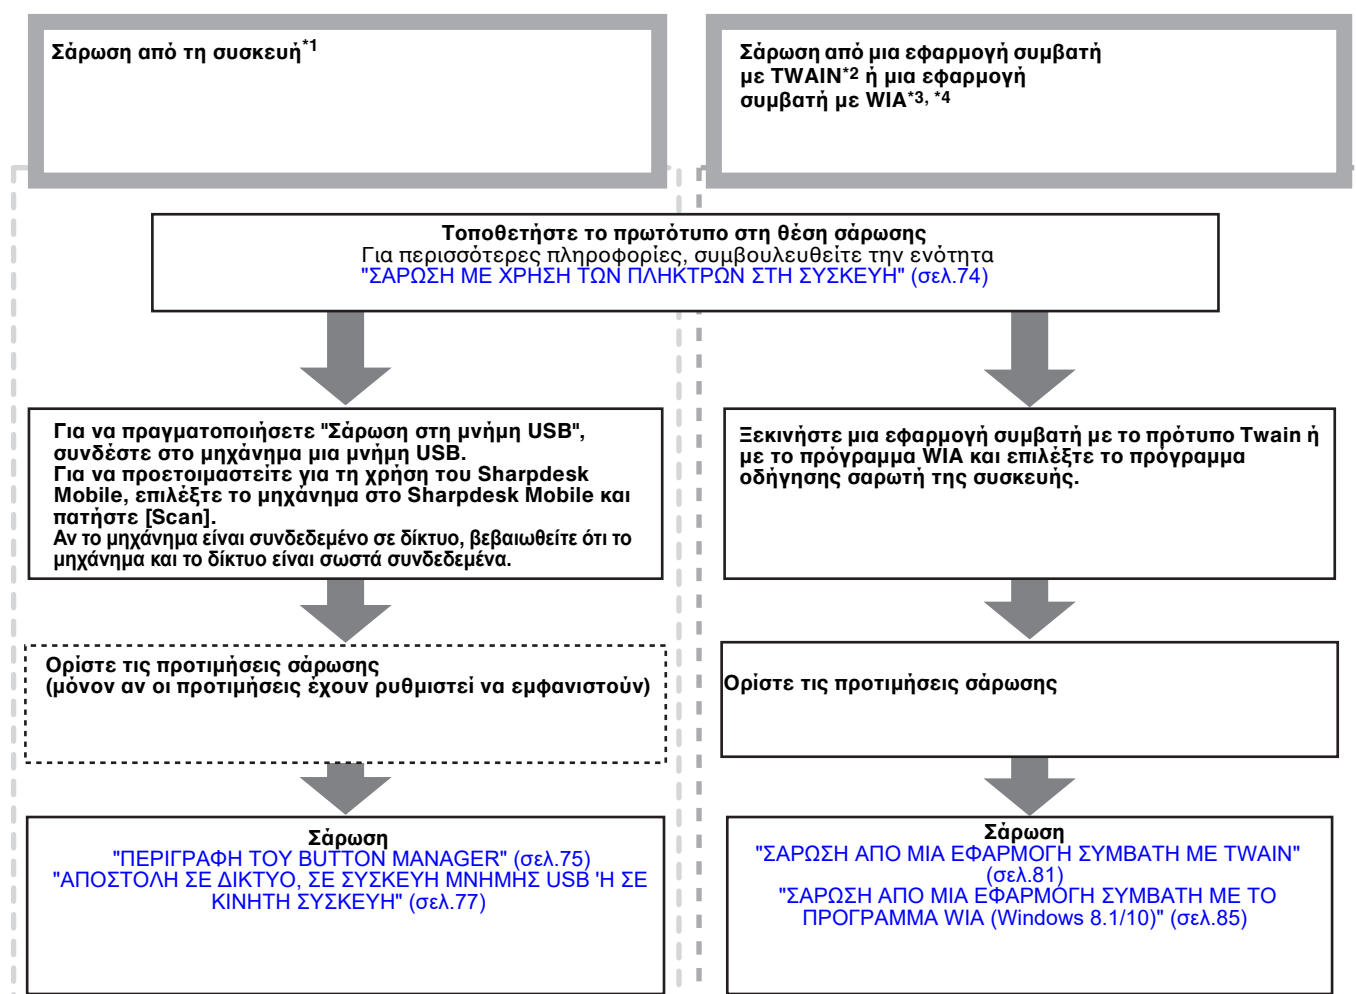 Σάρωση από τη συσκευή*1
Σάρωση από μια εφαρμογή συμβατή
με TWAIN*2 ή μια εφαρμογή
συμβατή με WIA*3, *4
Τοποθετήστε το πρωτότυπο στη θέση σάρωσης
Για περισσότερες πληροφορίες, συμβουλευθείτε την ενότητα
"ΣΑΡΩΣΗ ΜΕ ΧΡΗΣΗ ΤΩΝ ΠΛΗΚΤΡΩΝ ΣΤΗ ΣΥΣΚΕΥΗ" (σελ.74)
Για να πραγματοποιήσετε "Σάρωση στη μνήμη USB",
συνδέστε στο μηχάνημα μια μνήμη USB.
Για να προετοιμαστείτε για τη χρήση του Sharpdesk
Mobile, επιλέξτε το μηχάνημα στο Sharpdesk Mobile και
πατήστε [Scan].
Αν το μηχάνημα είναι συνδεδεμένο σε δίκτυο, βεβαιωθείτε ότι το
μηχάνημα και το δίκτυο είναι σωστά συνδεδεμένα.
Ξεκινήστε μια εφαρμογή συμβατή με το πρότυπο Twain ή
με το πρόγραμμα WIA και επιλέξτε το πρόγραμμα
οδήγησης σαρωτή της συσκευής.
Ορίστε τις προτιμήσεις σάρωσης
(μόνον αν οι προτιμήσεις έχουν ρυθμιστεί να εμφανιστούν)
Ορίστε τις προτιμήσεις σάρωσης
Σάρωση
"ΠΕΡΙΓΡΑΦΗ ΤΟΥ BUTTON MANAGER" (σελ.75)
"ΑΠΟΣΤΟΛΗ ΣΕ ΔΙΚΤΥΟ, ΣΕ ΣΥΣΚΕΥΗ ΜΝΗΜΗΣ USB 'Η ΣΕ
ΚΙΝΗΤΗ ΣΥΣΚΕΥΗ" (σελ.77)
Σάρωση
"ΣΑΡΩΣΗ ΑΠΟ ΜΙΑ ΕΦΑΡΜΟΓΗ ΣΥΜΒΑΤΗ ΜΕ TWAIN"
(σελ.81)
"ΣΑΡΩΣΗ ΑΠΟ ΜΙΑ ΕΦΑΡΜΟΓΗ ΣΥΜΒΑΤΗ ΜΕ ΤΟ
ΠΡΟΓΡΑΜΜΑ WIA (Windows 8.1/10)" (σελ.85)